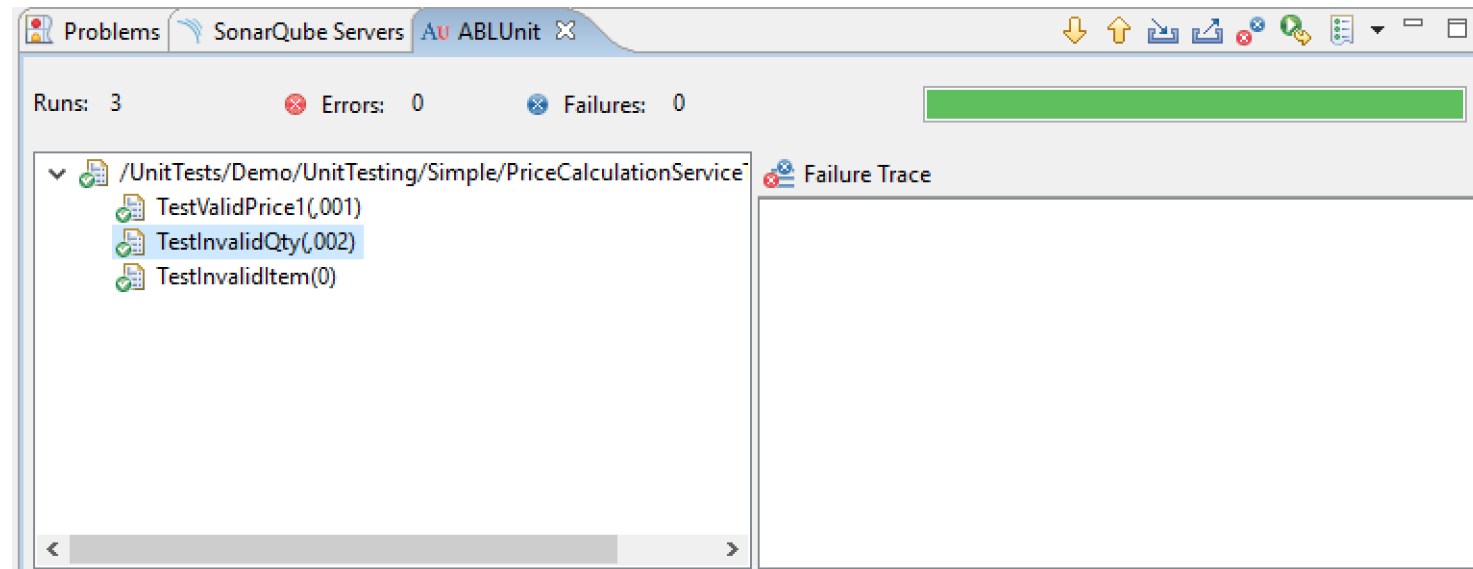 Problems SonarQube Servers AU ABLUnit
Runs: 3 Errors: 0 Failures: 0
/UnitTests/Demo/UnitTesting/Simple/PriceCalculationService
Failure Trace
TestValidPrice1(,001)
TestInvalidQty(,002)
TestInvalidItem(0)